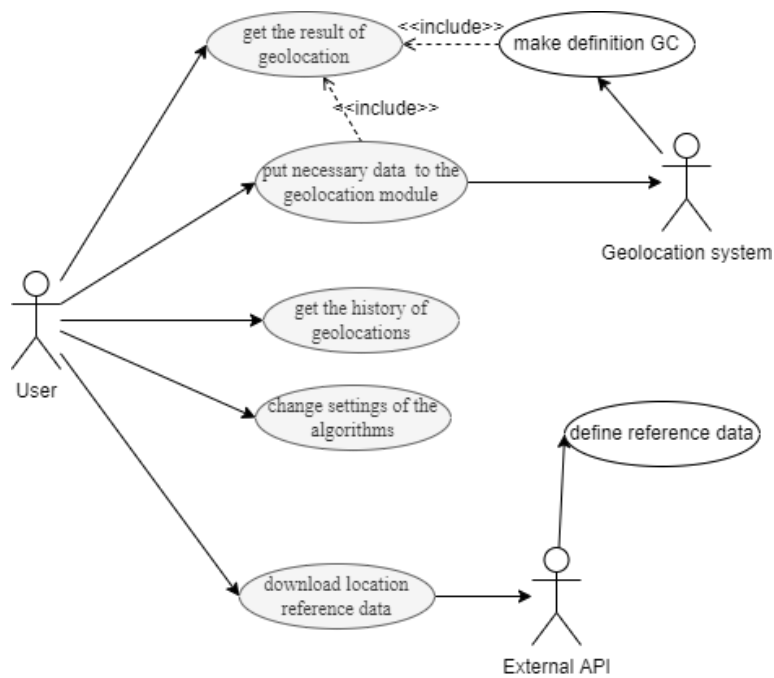 get the result of
geolocation
<<include>>
make definition GC
<<include>>
put necessary data to the
geolocation module
Geolocation system
get the history of
geolocations
User
change settings of the
algorithms
define reference data
download location
reference data
External API